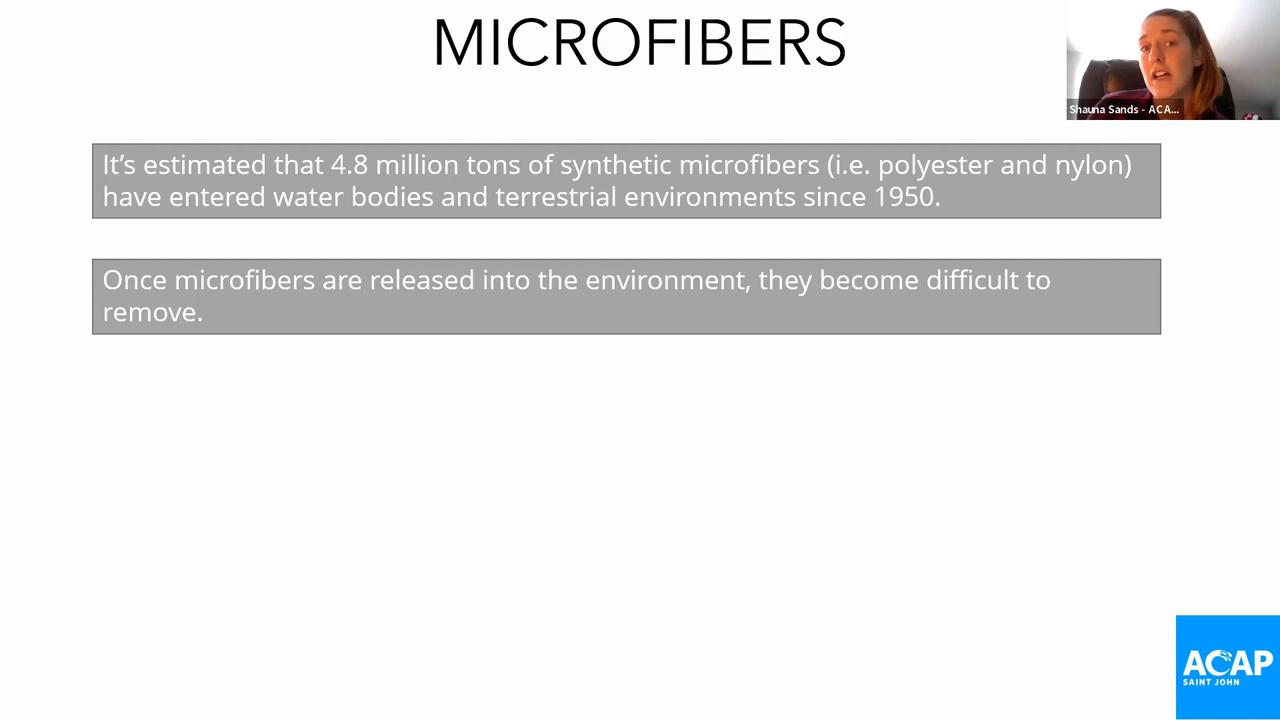 MICROFIBERS
Shauna Sands - ACA...
It’s estimated that 4.8 million tons of synthetic microfibers (i.e. polyester and nylon)
have entered water bodies and terrestrial environments since 1950.
Once microfibers are released into the environment, they become difficult to
remove.
ACAP
SAINT JOHN